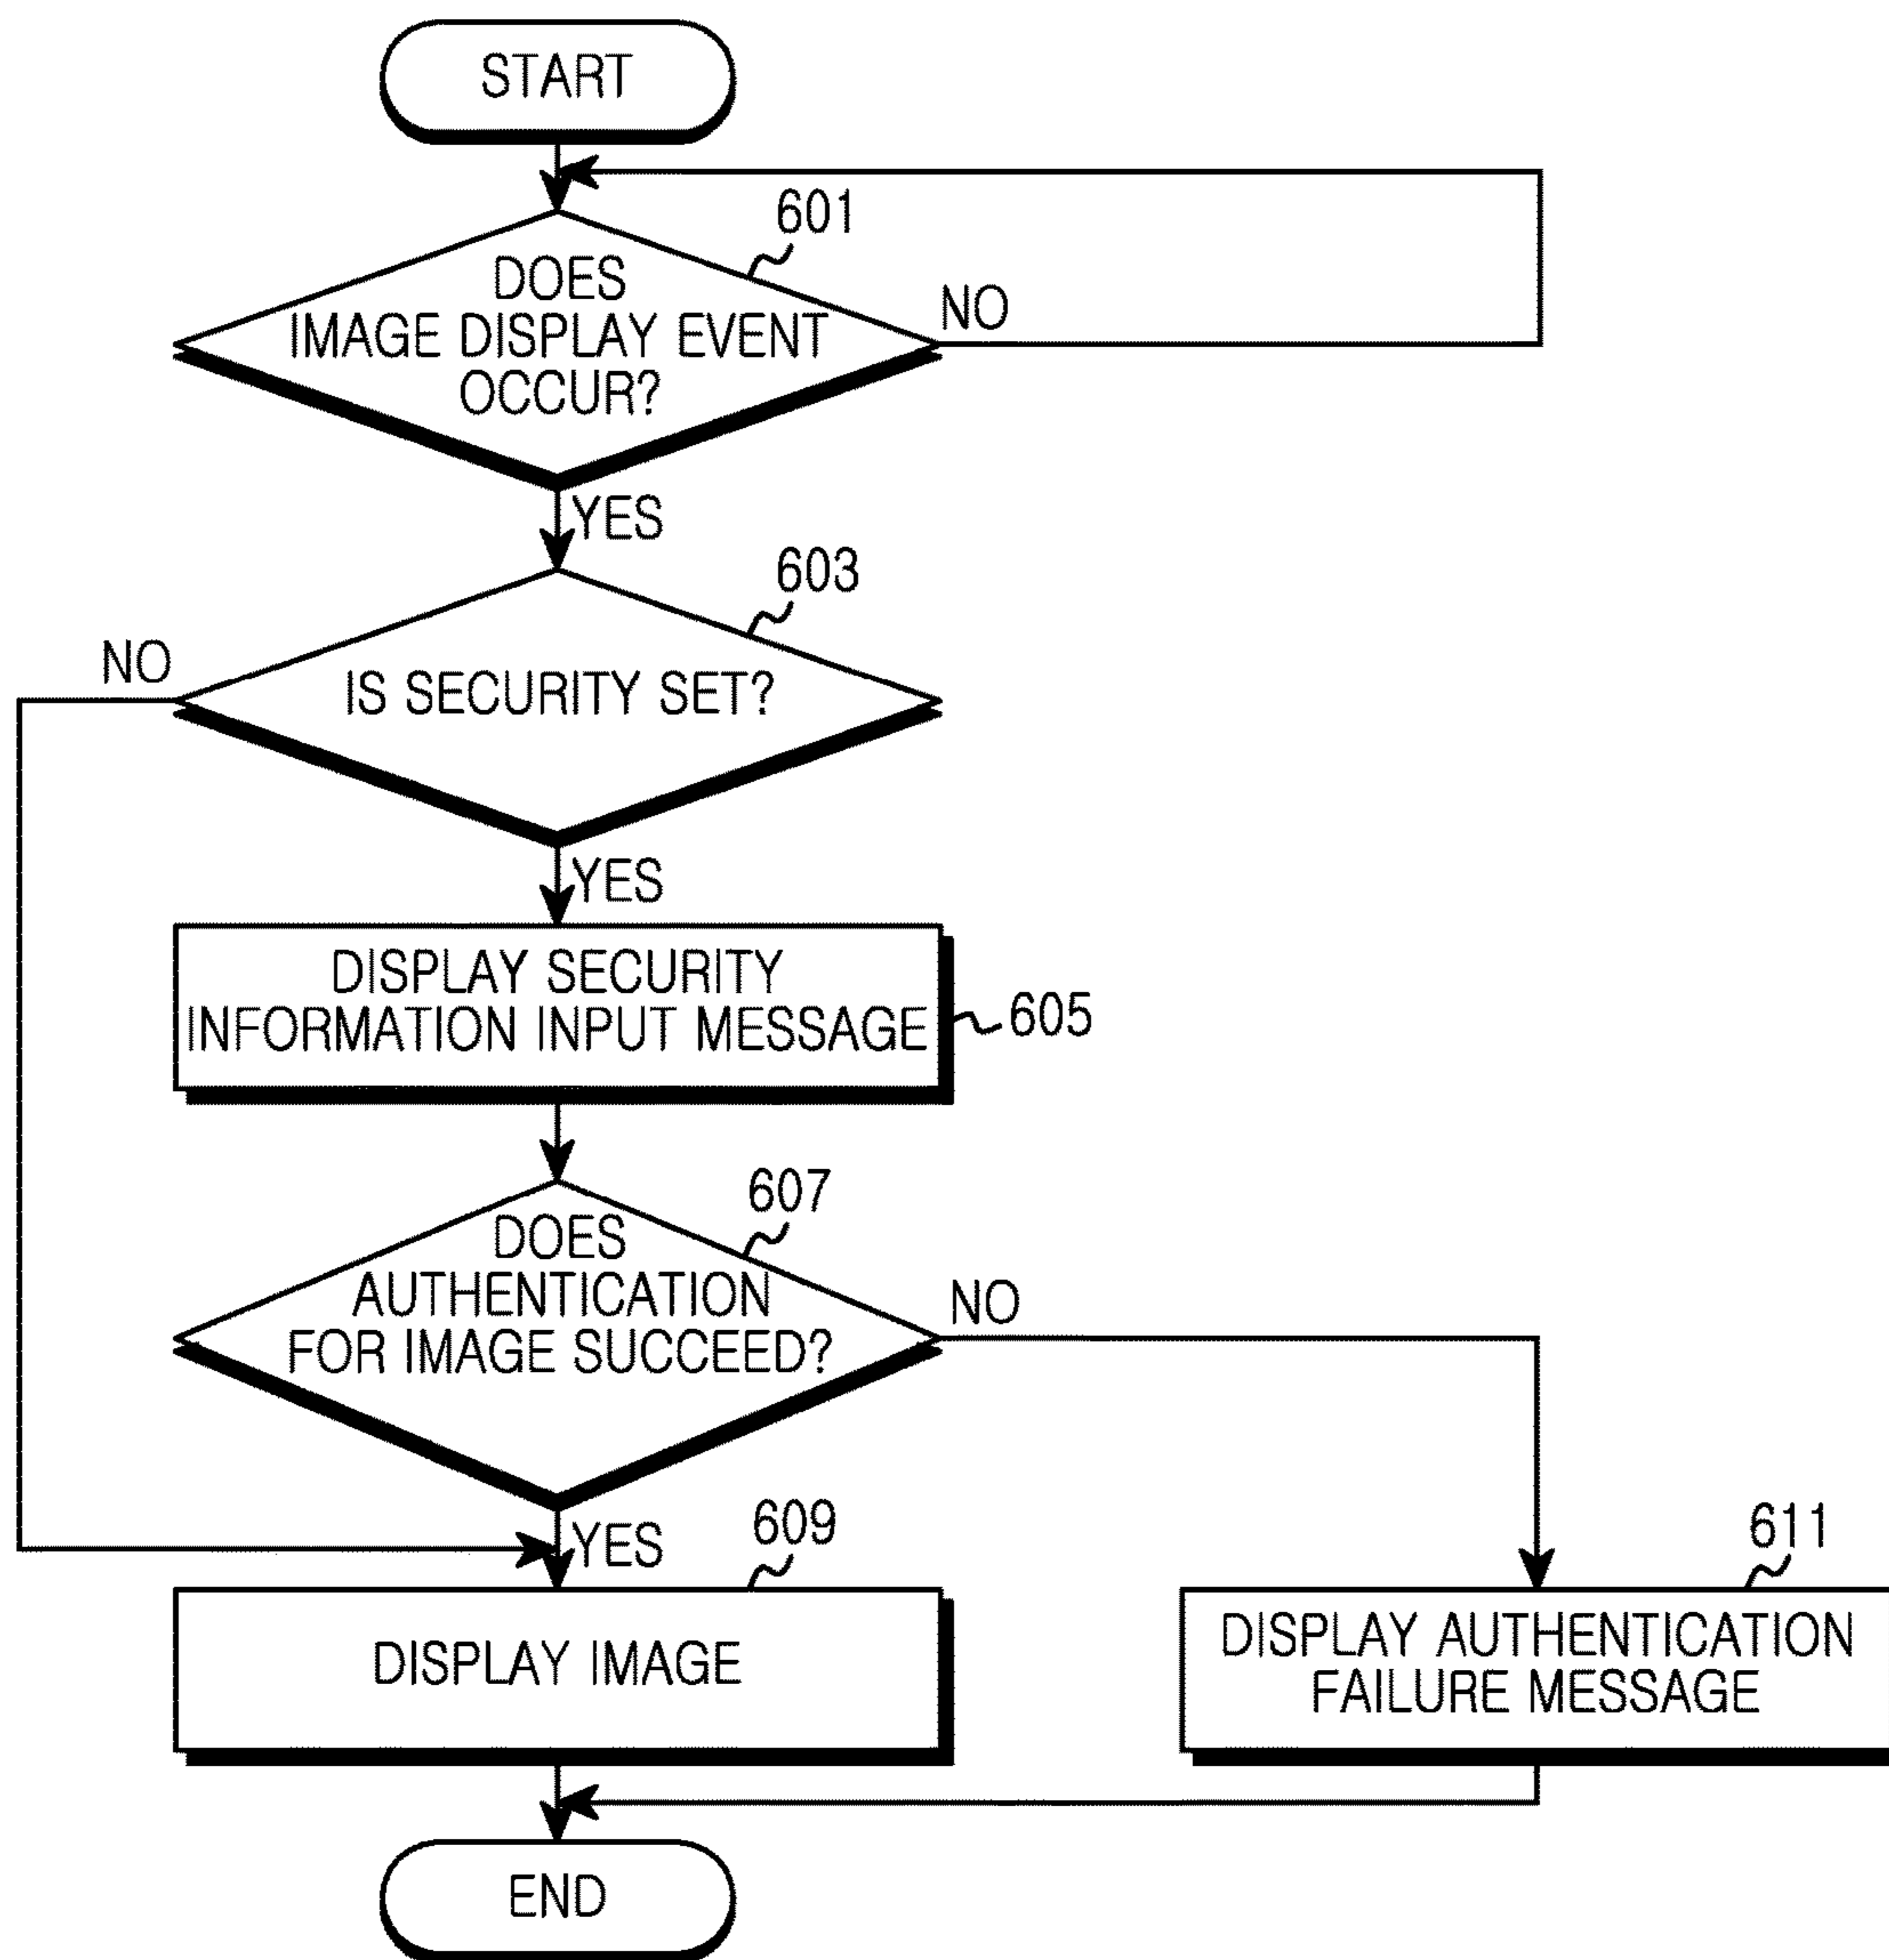 START
601
DOES
IMAGE DISPLAY EVENT
OCCUR?
NO
YES
603
NO
IS SECURITY SET?
YES
DISPLAY SECURITY
INFORMATION INPUT MESSAGE
605
607
DOES
AUTHENTICATION
FOR IMAGE SUCCEED?
NO
YES
609
611
DISPLAY IMAGE
DISPLAY AUTHENTICATION
FAILURE MESSAGE
END